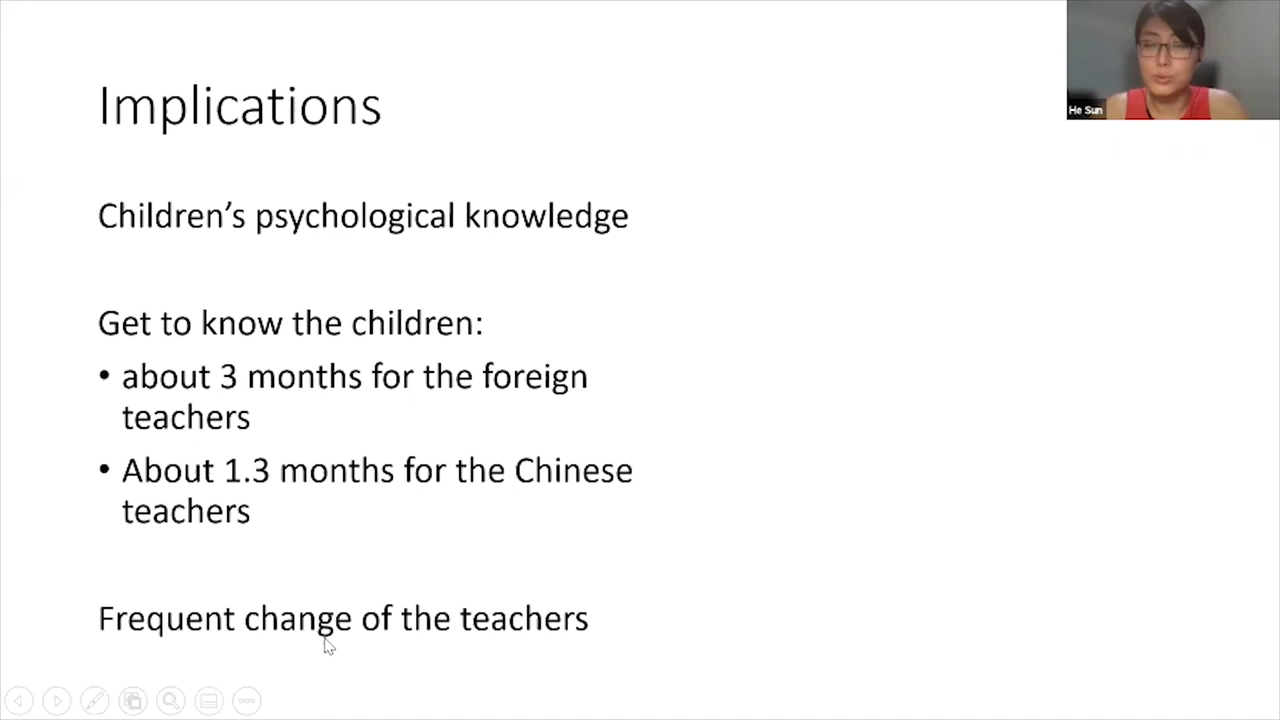 Implications
He Sun
Children’s psychological knowledge
Get to know the children:
• about 3 months for the foreign
teachers
• About 1.3 months for the Chinese
teachers
Frequent change of the teachers